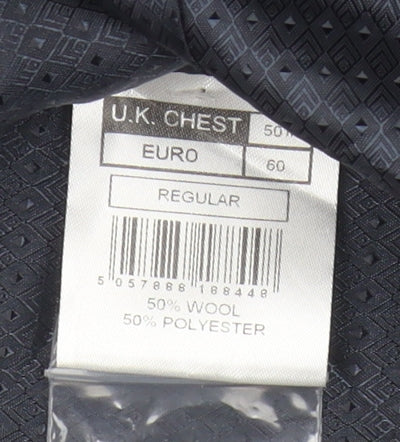 U.K. CHEST 50
EURO 60
REGULAR
5 057888 188448
50% WOOL
50% POLYESTER